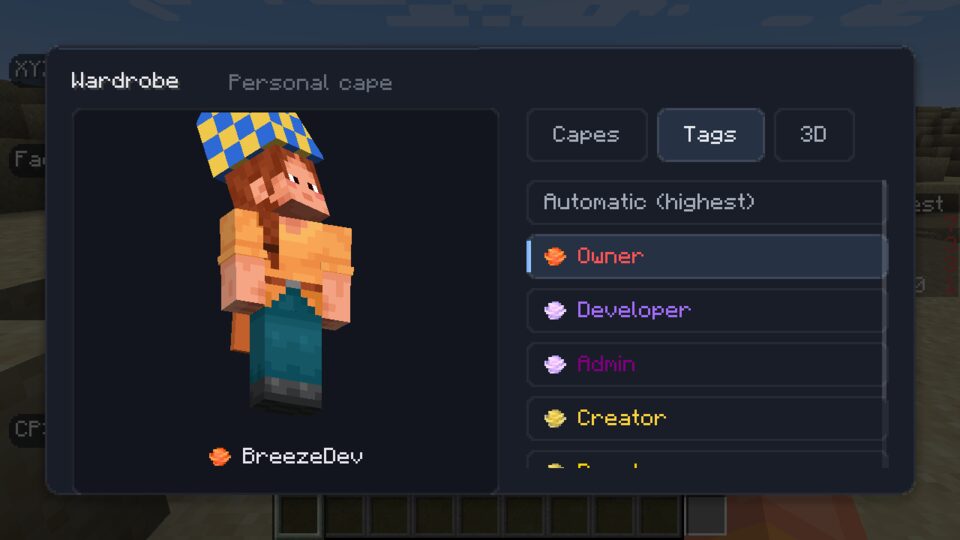 Wardrobe
Personal cape
Capes
Tags
3D
Automatic (highest)
Owner
Developer
Admin
Creator
BreezeDev